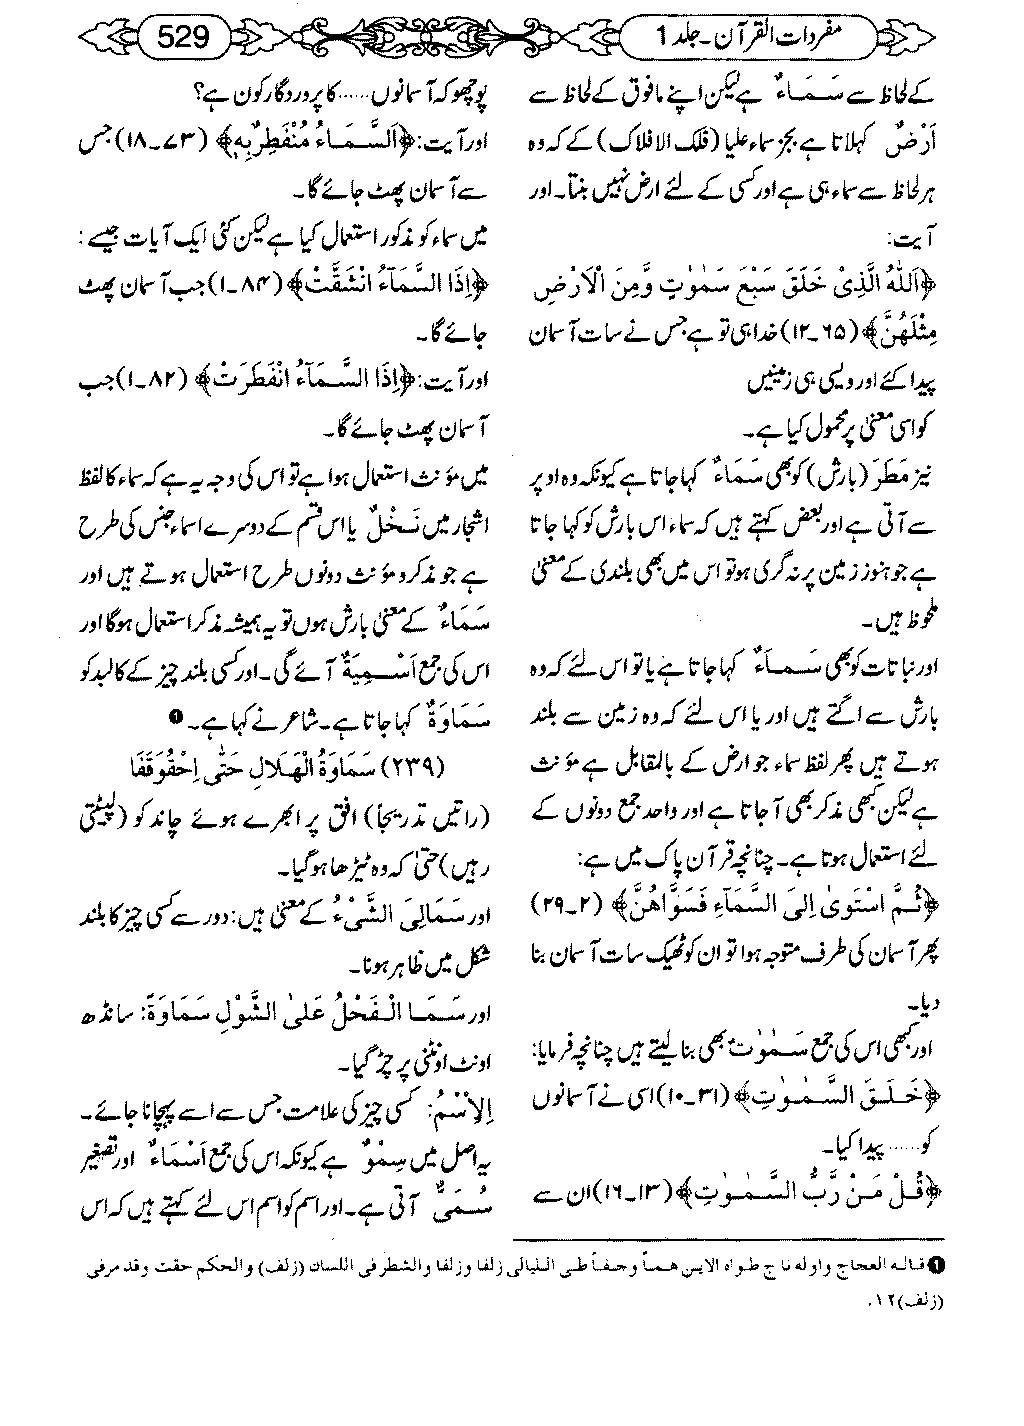 مفردات القرآن۔جلد 1
529
کے لحاظ سے سَمَاءٌ ہے لیکن اپنے مافوق کے لحاظ سے
اَرْضٌ کہلاتا ہے بجز سماء علیا (فلک الافلاک) کے کہ وہ
ہر لحاظ سے سماء ہی ہے اور کسی کے لئے ارض نہیں بنتا۔ اور
آیت:
﴿اَللّٰهُ الَّذِیْ خَلَقَ سَبْعَ سَمٰوٰتٍ وَّمِنَ الْاَرْضِ
مِثْلَهُنَّ﴾ (۶۵۔۱۲) خدا ہی تو ہے جس نے سات آسمان
پیدا کئے اور ویسی ہی زمینیں
کو اسی معنی پر محمول کیا ہے۔
نیز مَطَرَ (بارش) کو بھی سَمَاءٌ کہا جاتا ہے کیونکہ وہ اوپر
سے آتی ہے اور بعض کہتے ہیں کہ سماء اس بارش کو کہا جاتا
ہے جو ہنوز زمین پر نہ گری ہو تو اس میں بھی بلندی کے معنی
ملحوظ ہیں۔
اور نباتات کو بھی سَمَاءٌ کہا جاتا ہے یا تو اس لئے کہ وہ
بارش سے اگتے ہیں اور یا اس لئے کہ وہ زمین سے بلند
ہوتے ہیں پھر لفظ سماء جو ارض کے بالمقابل ہے مؤنث
ہے لیکن کبھی مذکر بھی آجاتا ہے اور واحد جمع دونوں کے
لئے استعمال ہوتا ہے۔ چنانچہ قرآن پاک میں ہے:
﴿ثُمَّ اسْتَوٰی اِلَی السَّمَآءِ فَسَوَّاهُنَّ﴾ (۲۔۲۹)
پھر آسمان کی طرف متوجہ ہوا تو ان کو ٹھیک سات آسمان بنا
دیا۔
اور کبھی اس کی جمع سَمٰوٰتٌ بھی بنا لیتے ہیں چنانچہ فرمایا:
﴿خَلَقَ السَّمٰوٰتِ﴾ (۳۱۔۱۰) اسی نے آسمانوں
کو ...... پیدا کیا۔
﴿قُلْ مَنْ رَّبُّ السَّمٰوٰتِ﴾ (۱۳۔۱۶) ان سے
پوچھو کہ آسمانوں ...... کا پروردگار کون ہے؟
اور آیت: ﴿اَلسَّمَاءُ مُنْفَطِرٌبِهٖ﴾ (۷۳۔۱۸) جس
سے آسمان پھٹ جائے گا۔
میں سماء کو مذکور استعمال کیا ہے لیکن کئی ایک آیات جیسے:
﴿اِذَا السَّمَآءُ انْشَقَّتْ﴾ (۸۴۔۱) جب آسمان پھٹ
جائے گا۔
اور آیت: ﴿اِذَا السَّمَآءُ انْفَطَرَتْ﴾ (۸۲۔۱) جب
آسمان پھٹ جائے گا۔
میں مؤنث استعمال ہوا ہے تو اس کی وجہ یہ ہے کہ سماء کا لفظ
اشجار میں نَخْلٌ یا اس قسم کے دوسرے اسماء جنس کی طرح
ہے جو مذکر و مؤنث دونوں طرح استعمال ہوتے ہیں اور
سَمَاءٌ کے معنی بارش ہوں تو یہ ہمیشہ مذکر استعمال ہوگا اور
اس کی جمع اَسْمِيَةٌ آئے گی۔ اور کسی بلند چیز کے کالبد کو
سَمَاوَةٌ کہا جاتا ہے۔ شاعر نے کہا ہے۔ ❶
(۲۳۹) سَمَاوَةُ الْهِلَالِ حَتّٰی اِحْقُوْقَفَا
(راتیں تدریجاً) افق پر ابھرے ہوئے چاند کو (لپیٹتی
رہیں) حتیٰ کہ وہ ٹیڑھا ہوگیا۔
اور سَمَالِیَ الشَّیْءُ کے معنی ہیں: دور سے کسی چیز کا بلند
شکل میں ظاہر ہونا۔
اور سَمَا الْفَحْلُ عَلَی الشَّوْلِ سَمَاوَةً: سانڈھ
اونٹ اونٹنی پر چڑ گیا۔
اِلْاسْمُ: کسی چیز کی علامت جس سے اسے پہچانا جائے۔
یہ اصل میں سِمْوٌ ہے کیونکہ اس کی جمع اَسْمَاءٌ اور تصغیر
سُمَیٌّ آتی ہے۔ اور اسم کو اسم اس لئے کہتے ہیں کہ اس
❶ قاله العجاج واوله ناج طواه الاین هماً وحفاً طی اللیالی زلفا وزلفا والشطر فی اللسان (زلف) والحکم حقت وقد مر فی
(زلف) ۱۲.